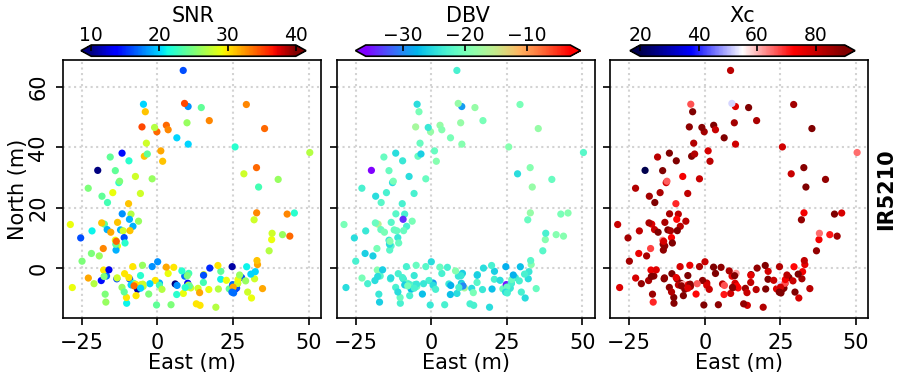 SNR DBV Xc
10 20 30 40 −30 −20 −10 20 40 60 80
60
40
20
0
North (m)
IR5210
−25 0 25 50 −25 0 25 50 −25 0 25 50
East (m) East (m) East (m)